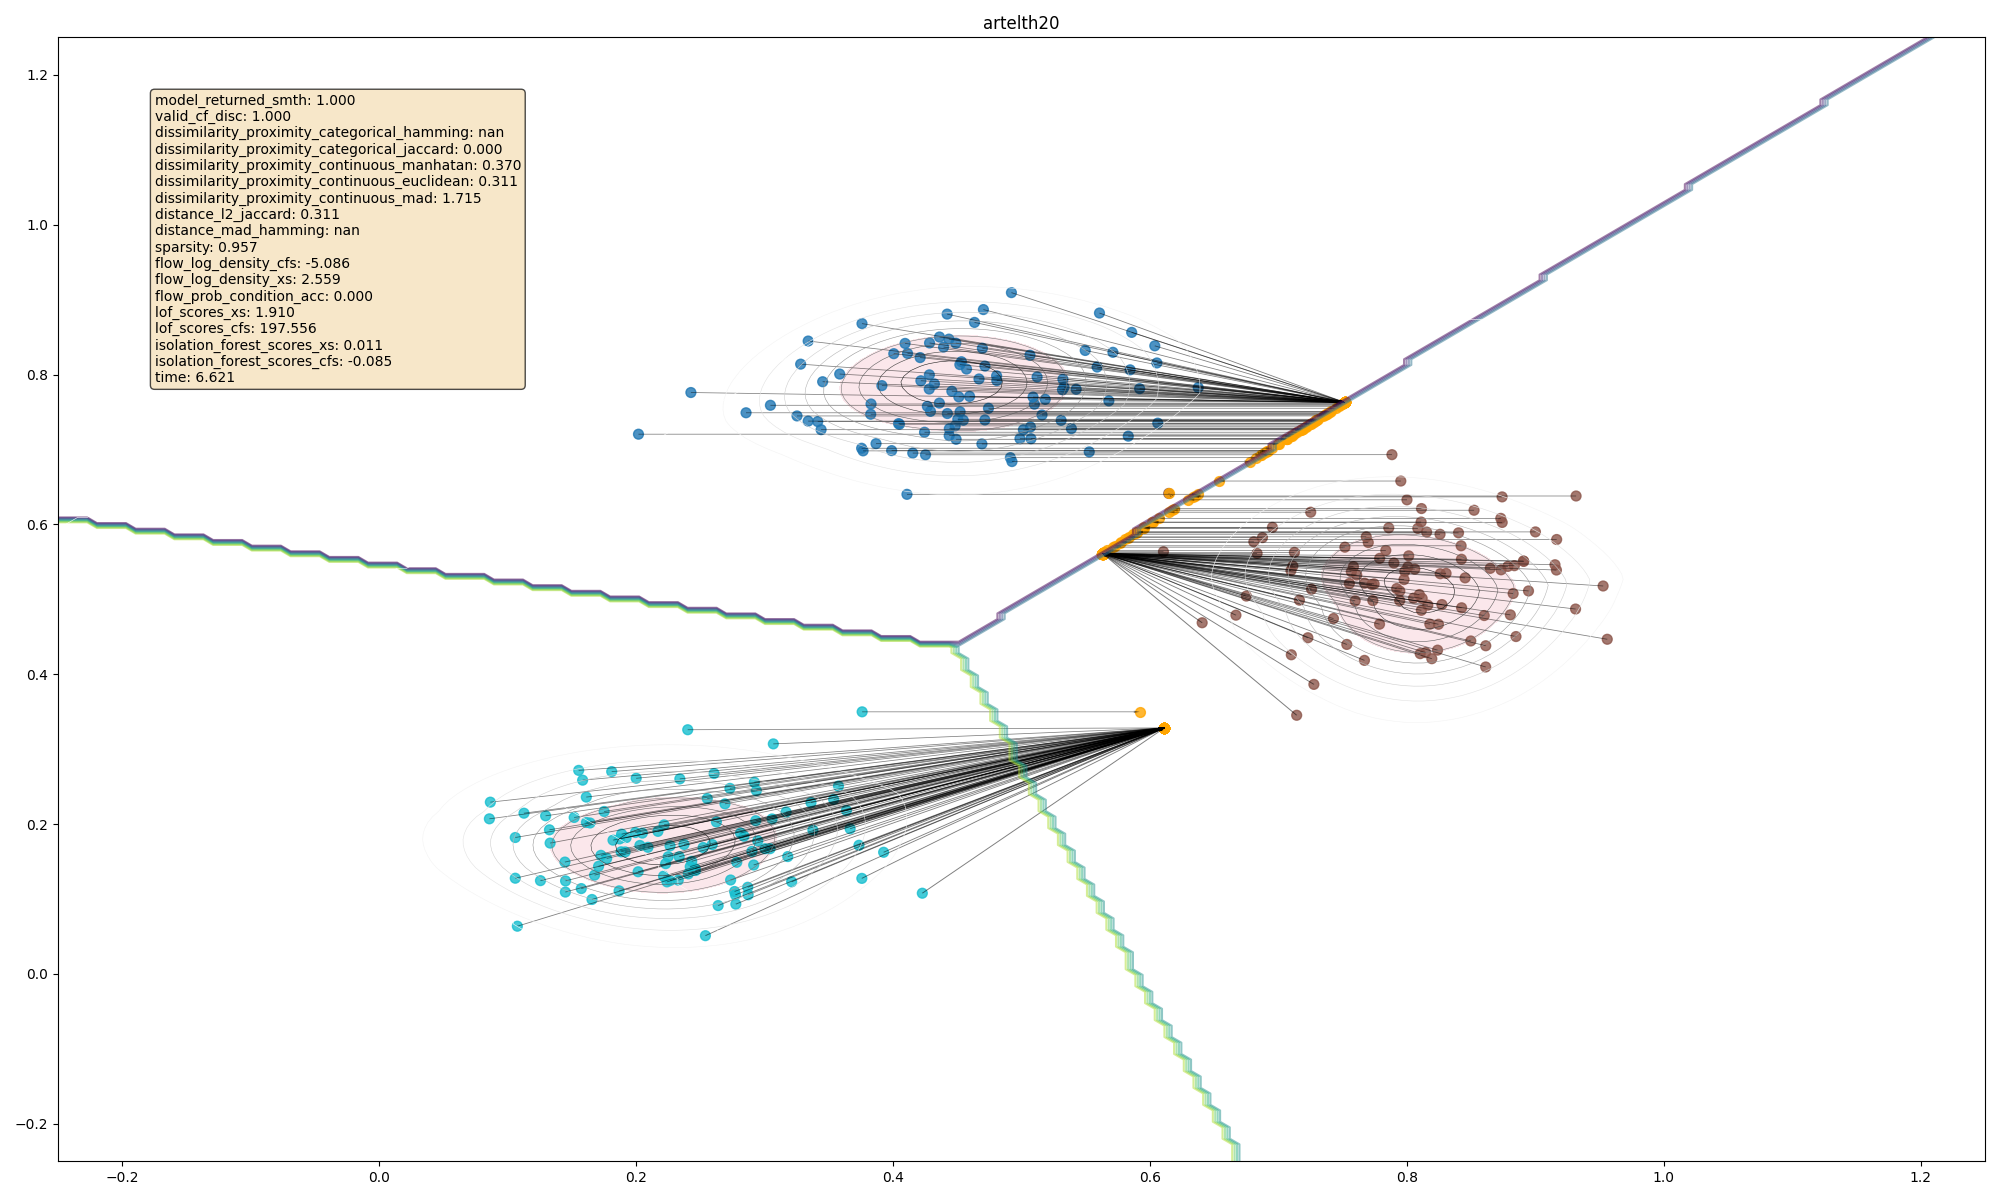 artelth20
1.2
1.0
0.8
0.6
0.4
0.2
0.0
−0.2
model_returned_smth: 1.000
valid_cf_disc: 1.000
dissimilarity_proximity_categorical_hamming: nan
dissimilarity_proximity_categorical_jaccard: 0.000
dissimilarity_proximity_continuous_manhatan: 0.370
dissimilarity_proximity_continuous_euclidean: 0.311
dissimilarity_proximity_continuous_mad: 1.715
distance_l2_jaccard: 0.311
distance_mad_hamming: nan
sparsity: 0.957
flow_log_density_cfs: -5.086
flow_log_density_xs: 2.559
flow_prob_condition_acc: 0.000
lof_scores_xs: 1.910
lof_scores_cfs: 197.556
isolation_forest_scores_xs: 0.011
isolation_forest_scores_cfs: -0.085
time: 6.621
−0.2 0.0 0.2 0.4 0.6 0.8 1.0 1.2